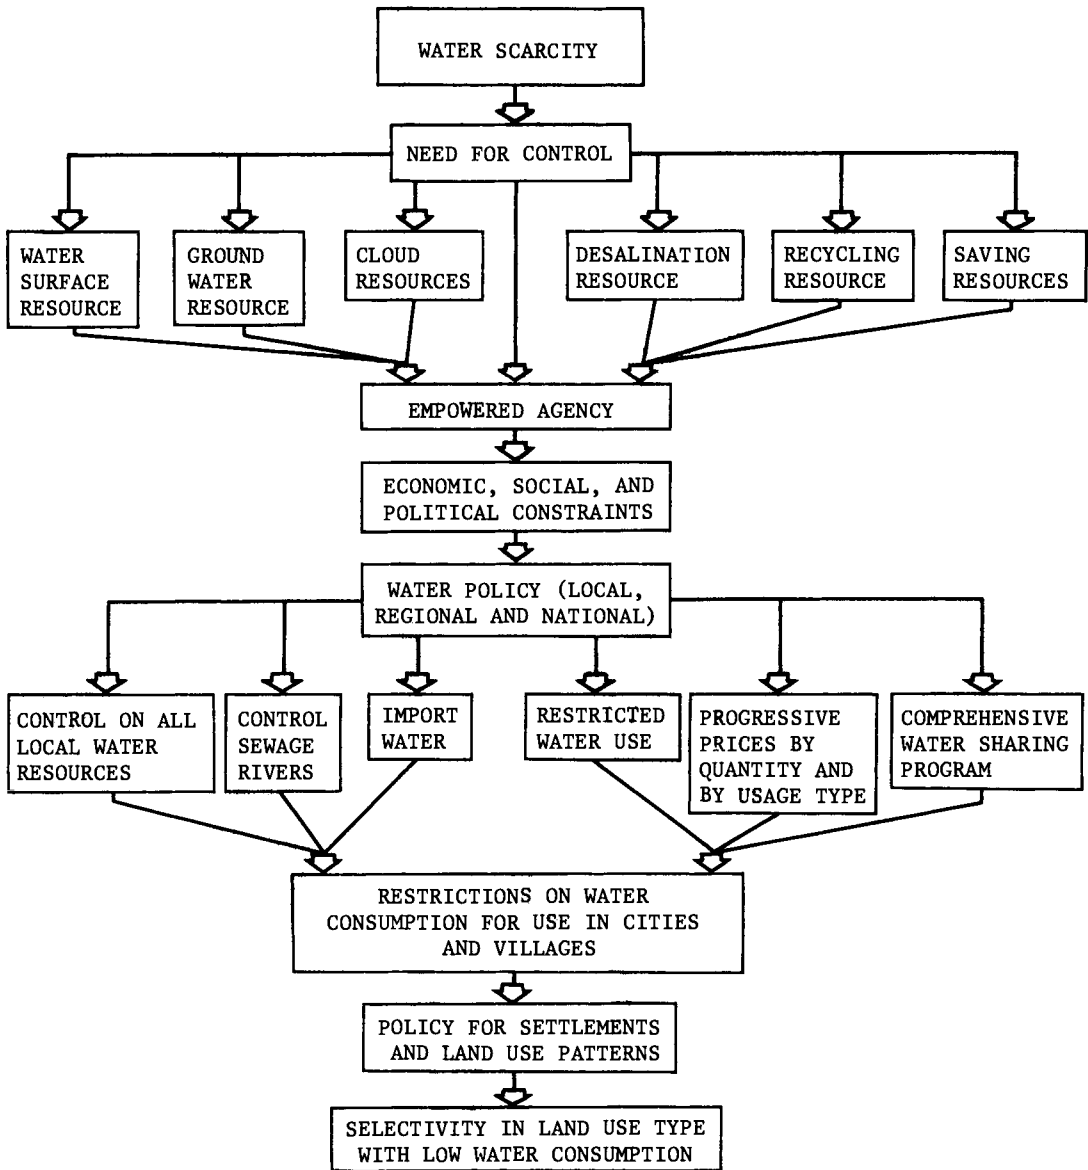 WATER SCARCITY
NEED FOR CONTROL
WATER
SURFACE
RESOURCE
GROUND
WATER
RESOURCE
CLOUD
RESOURCES
DESALINATION
RESOURCE
RECYCLING
RESOURCE
SAVING
RESOURCES
EMPOWERED AGENCY
ECONOMIC, SOCIAL, AND
POLITICAL CONSTRAINTS
WATER POLICY (LOCAL,
REGIONAL AND NATIONAL)
CONTROL ON ALL
LOCAL WATER
RESOURCES
CONTROL
SEWAGE
RIVERS
IMPORT
WATER
RESTRICTED
WATER USE
PROGRESSIVE
PRICES BY
QUANTITY AND
BY USAGE TYPE
COMPREHENSIVE
WATER SHARING
PROGRAM
RESTRICTIONS ON WATER
CONSUMPTION FOR USE IN CITIES
AND VILLAGES
POLICY FOR SETTLEMENTS
AND LAND USE PATTERNS
SELECTIVITY IN LAND USE TYPE
WITH LOW WATER CONSUMPTION